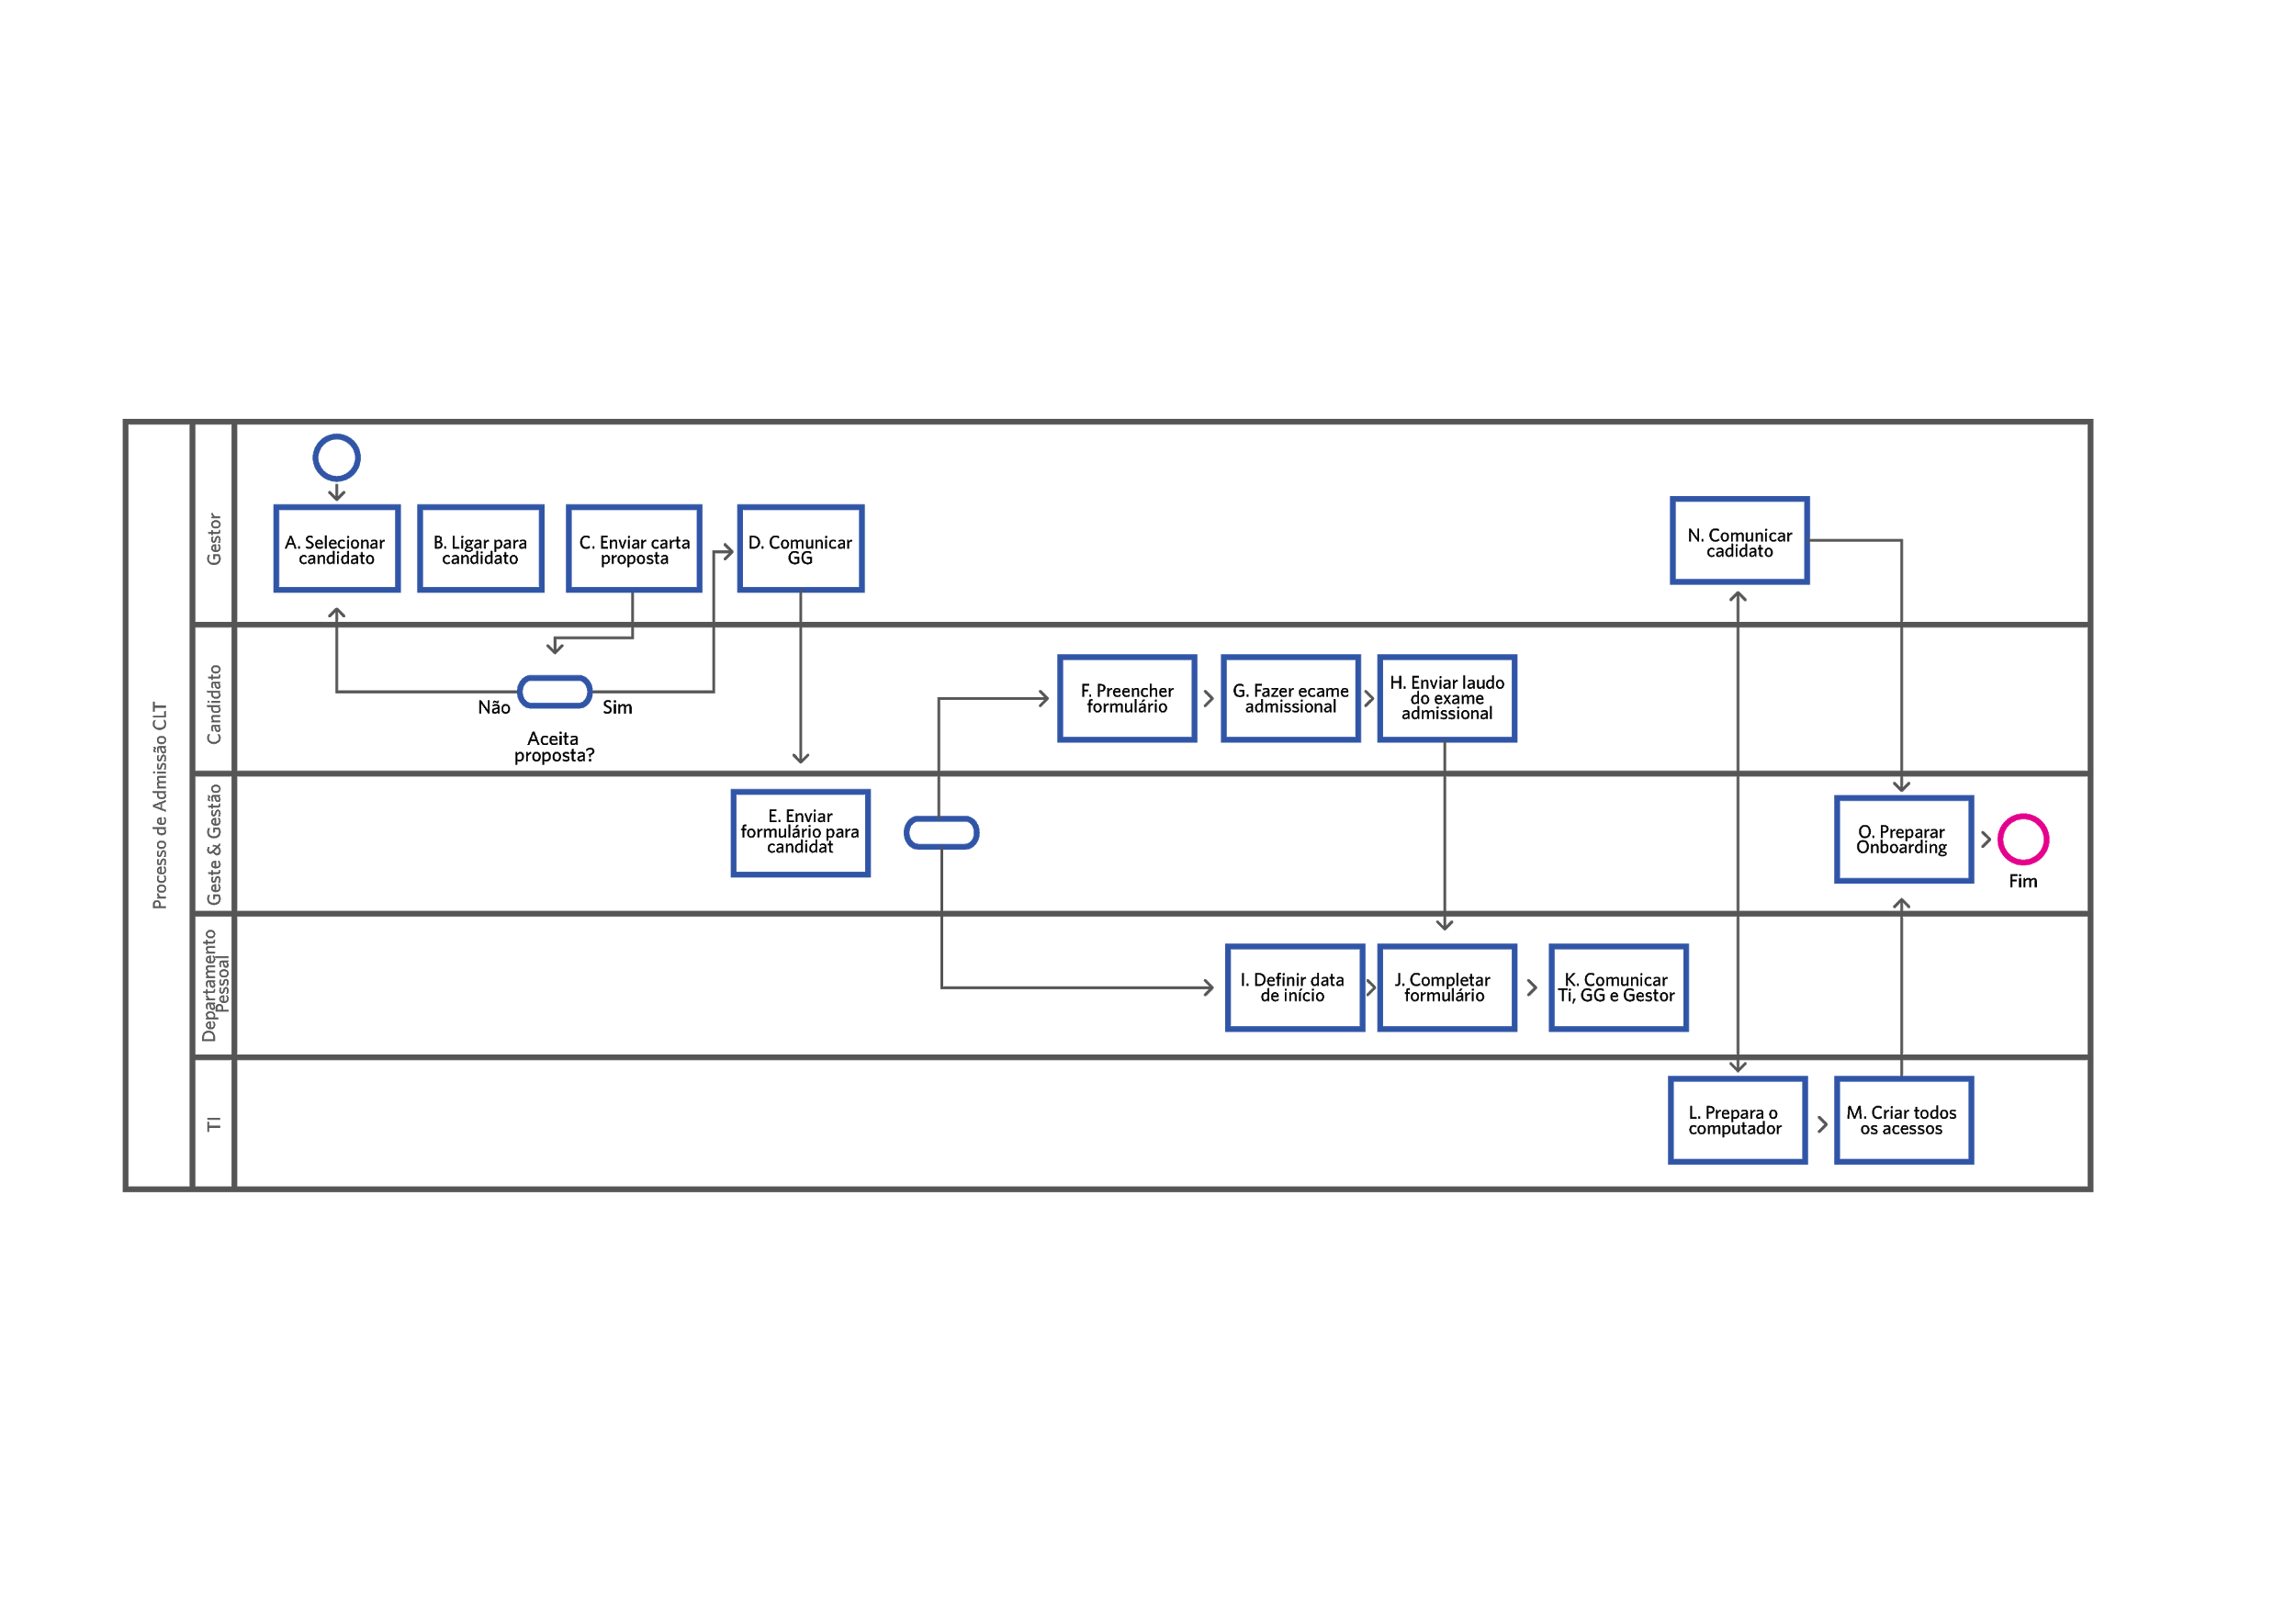 Processo de Admissão CLT
Gestor
A. Selecionar
candidato
B. Ligar para
candidato
C. Enviar carta
proposta
D. Comunicar
GG
N. Comunicar
cadidato
Candidato
Não
Sim
Aceita
proposta?
F. Preencher
formulário
G. Fazer ecame
admissional
H. Enviar laudo
do exame
admissional
Geste & Gestão
E. Enviar
formulário para
candidat
O. Preparar
Onboarding
Fim
Departamento
Pessoal
I. Definir data
de início
J. Completar
formulário
K. Comunicar
Ti, GG e Gestor
TI
L. Prepara o
computador
M. Criar todos
os acessos